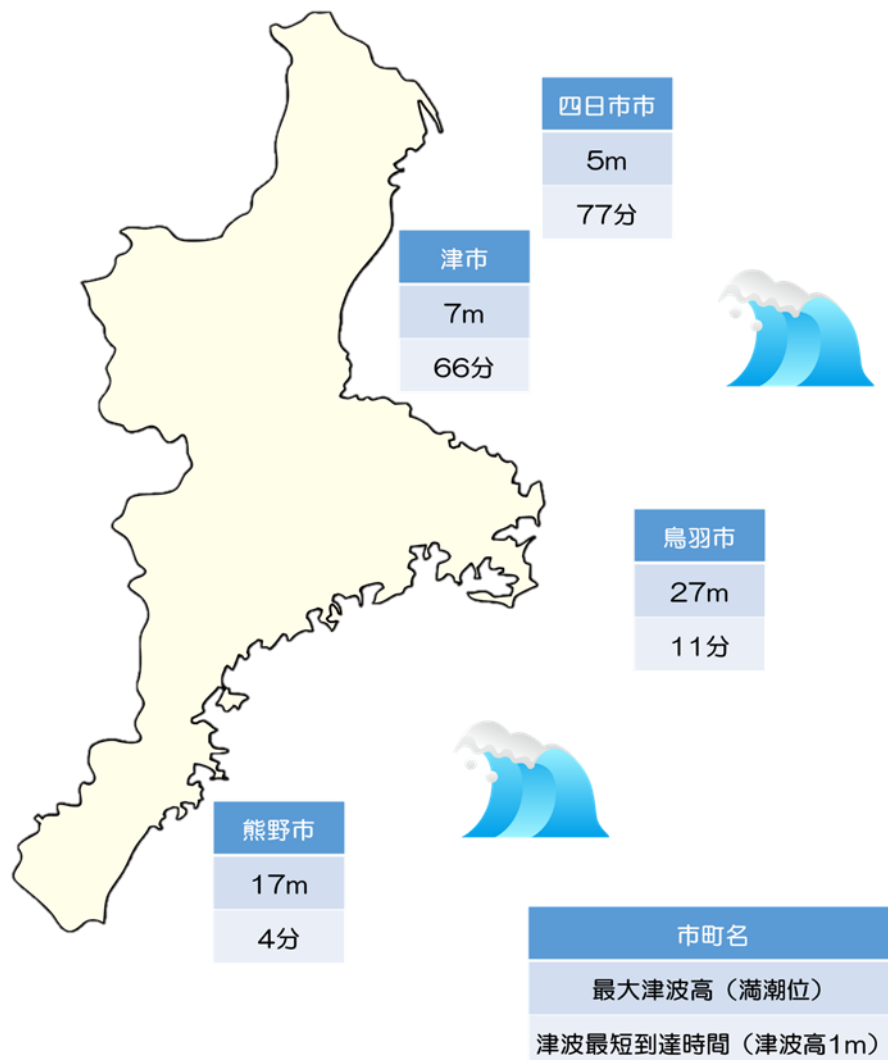 四日市市
5m
77分
津市
7m
66分
鳥羽市
27m
11分
熊野市
17m
4分
市町名
最大津波高（満潮位）
津波最短到達時間（津波高1m）